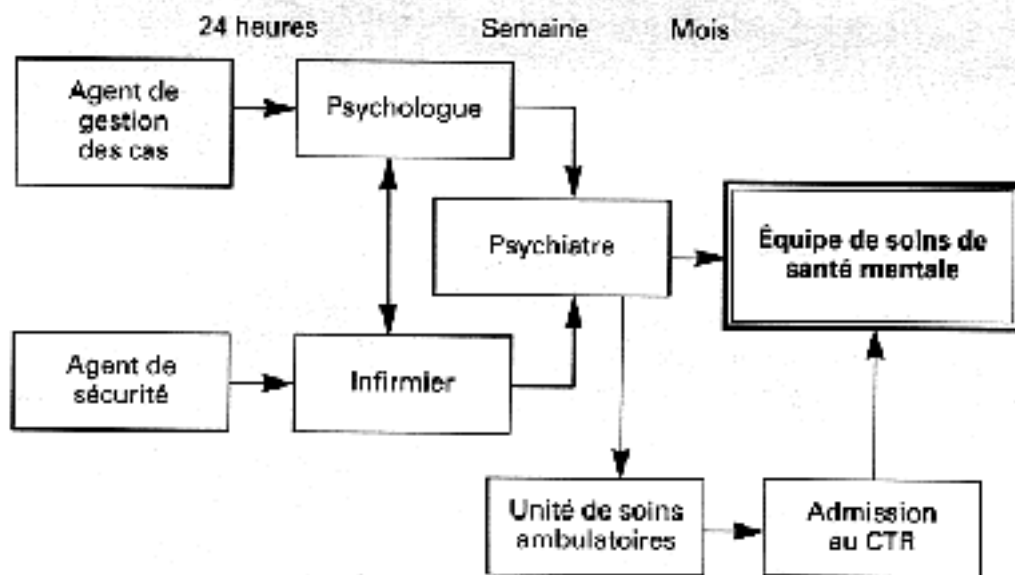 24 heures Semaine Mois
Agent de
gestion
des cas
Psychologue
Psychiatre
Équipe de soins de
santé mentale
Agent de
sécurité
Infirmier
Unité de soins
ambulatoires
Admission
au CTR